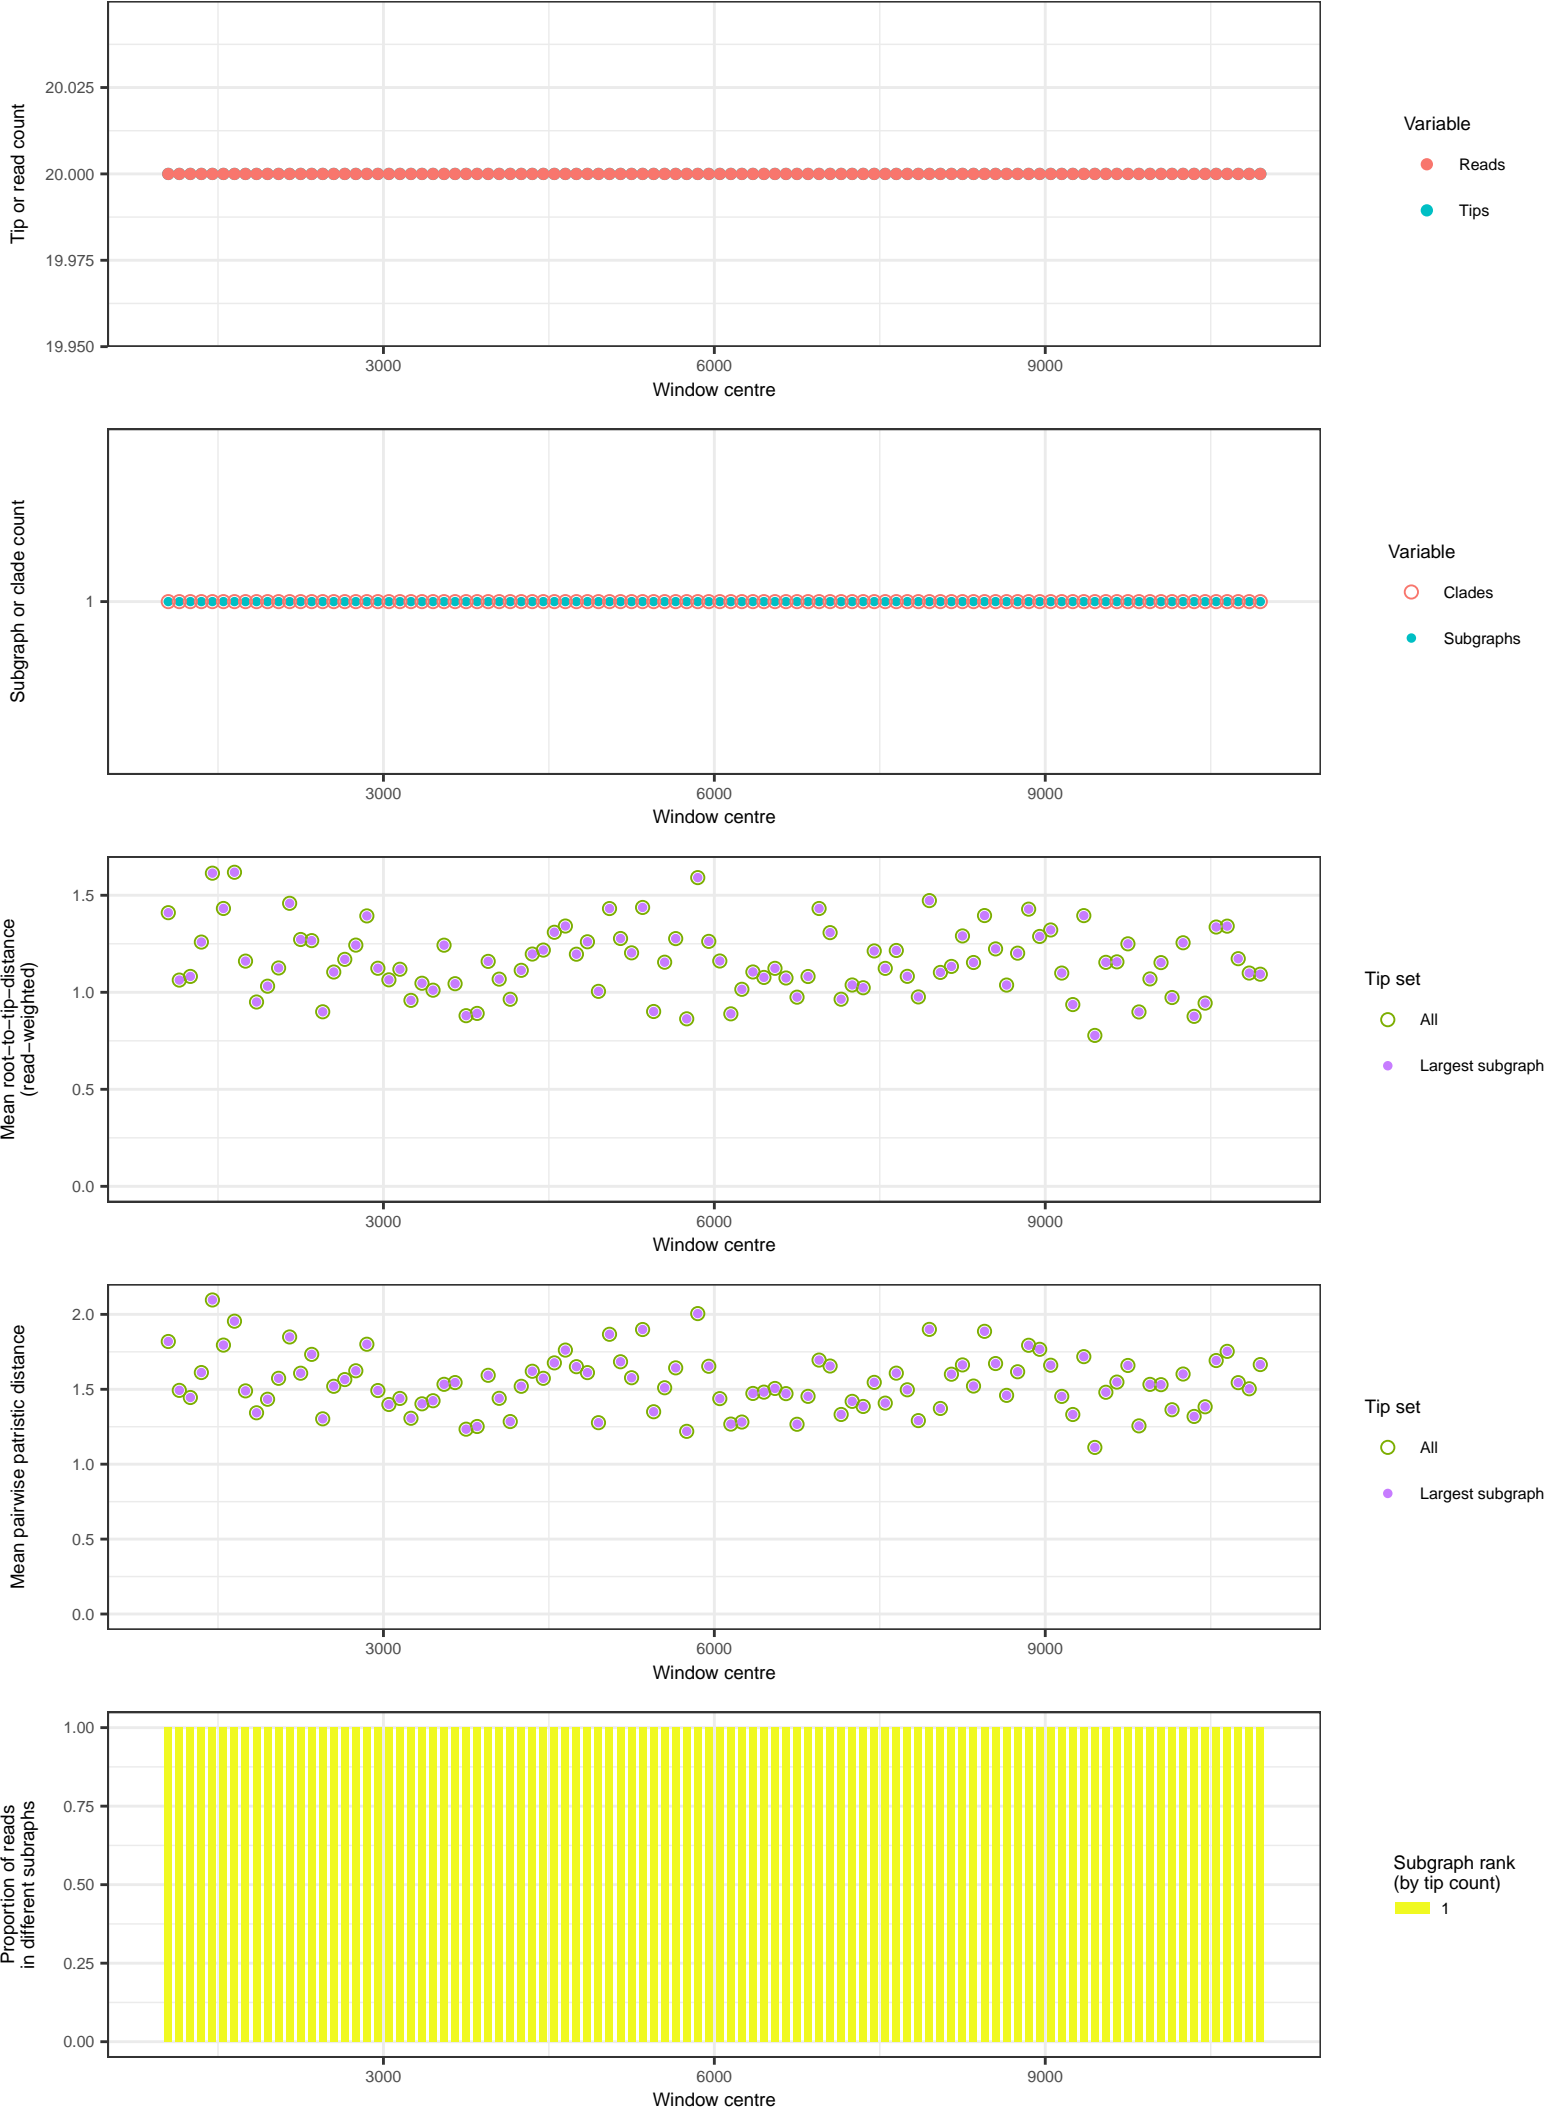 Tip or read count
20.025
20.000
19.975
19.950
3000
6000
9000
Window centre
Variable
Reads
Tips
Subgraph or clade count
1
3000
6000
9000
Window centre
Variable
Clades
Subgraphs
Mean root−to−tip−distance
(read−weighted)
1.5
1.0
0.5
0.0
3000
6000
9000
Window centre
Tip set
All
Largest subgraph
Mean pairwise patristic distance
2.0
1.5
1.0
0.5
0.0
3000
6000
9000
Window centre
Tip set
All
Largest subgraph
Proportion of reads
in different subraphs
1.00
0.75
0.50
0.25
0.00
3000
6000
9000
Window centre
Subgraph rank
(by tip count)
1